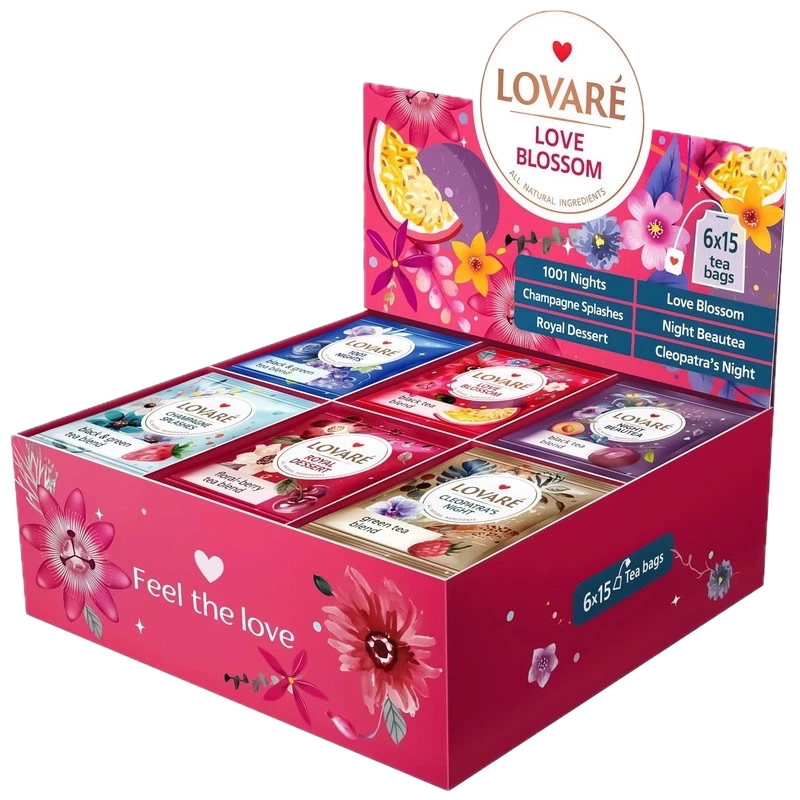 LOVARÉ
LOVE
BLOSSOM
ALL NATURAL INGREDIENTS
6x15
tea
bags
1001 Nights
Champagne Splashes
Royal Dessert
Love Blossom
Night Beautea
Cleopatra's Night
LOVARÉ
1001
NIGHTS
black & green
tea blend
LOVARÉ
LOVE
BLOSSOM
black tea
blend
LOVARÉ
NIGHT
BEAUTEA
black tea
blend
LOVARÉ
CHAMPAGNE
SPLASHES
black & green
tea blend
LOVARÉ
ROYAL
DESSERT
floral-berry
tea blend
LOVARÉ
CLEOPATRA'S
NIGHT
green tea
blend
Feel the love
6x15 Tea bags